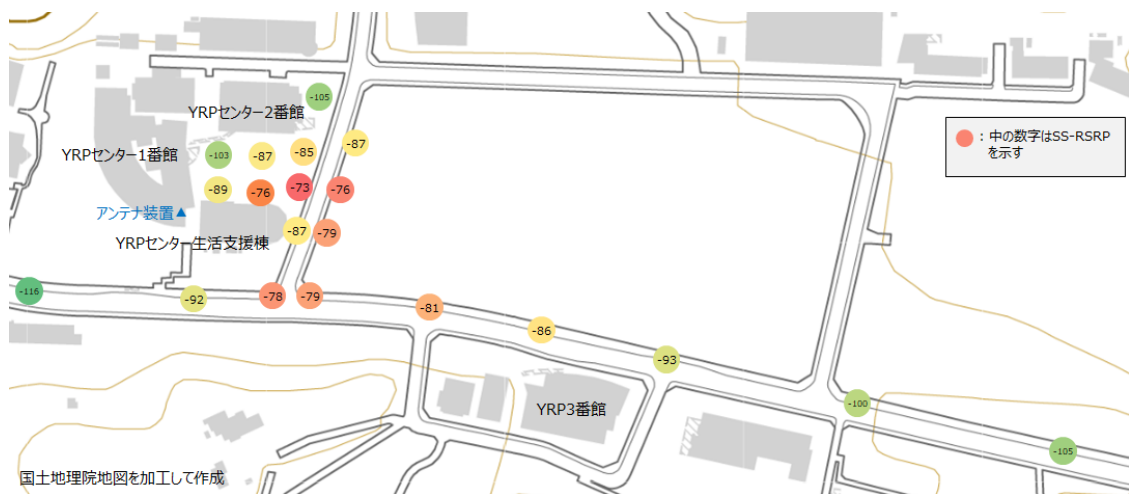 -105
YRPセンター2番館
-87
-85
-87
YRPセンター1番館
-103
：中の数字はSS-RSRP
を示す
-89
-76
-73
-76
アンテナ装置▲
-87
-79
YRPセンター生活支援棟
-116
-92
-78
-79
-81
-86
-93
-100
YRP3番館
-105
国土地理院地図を加工して作成